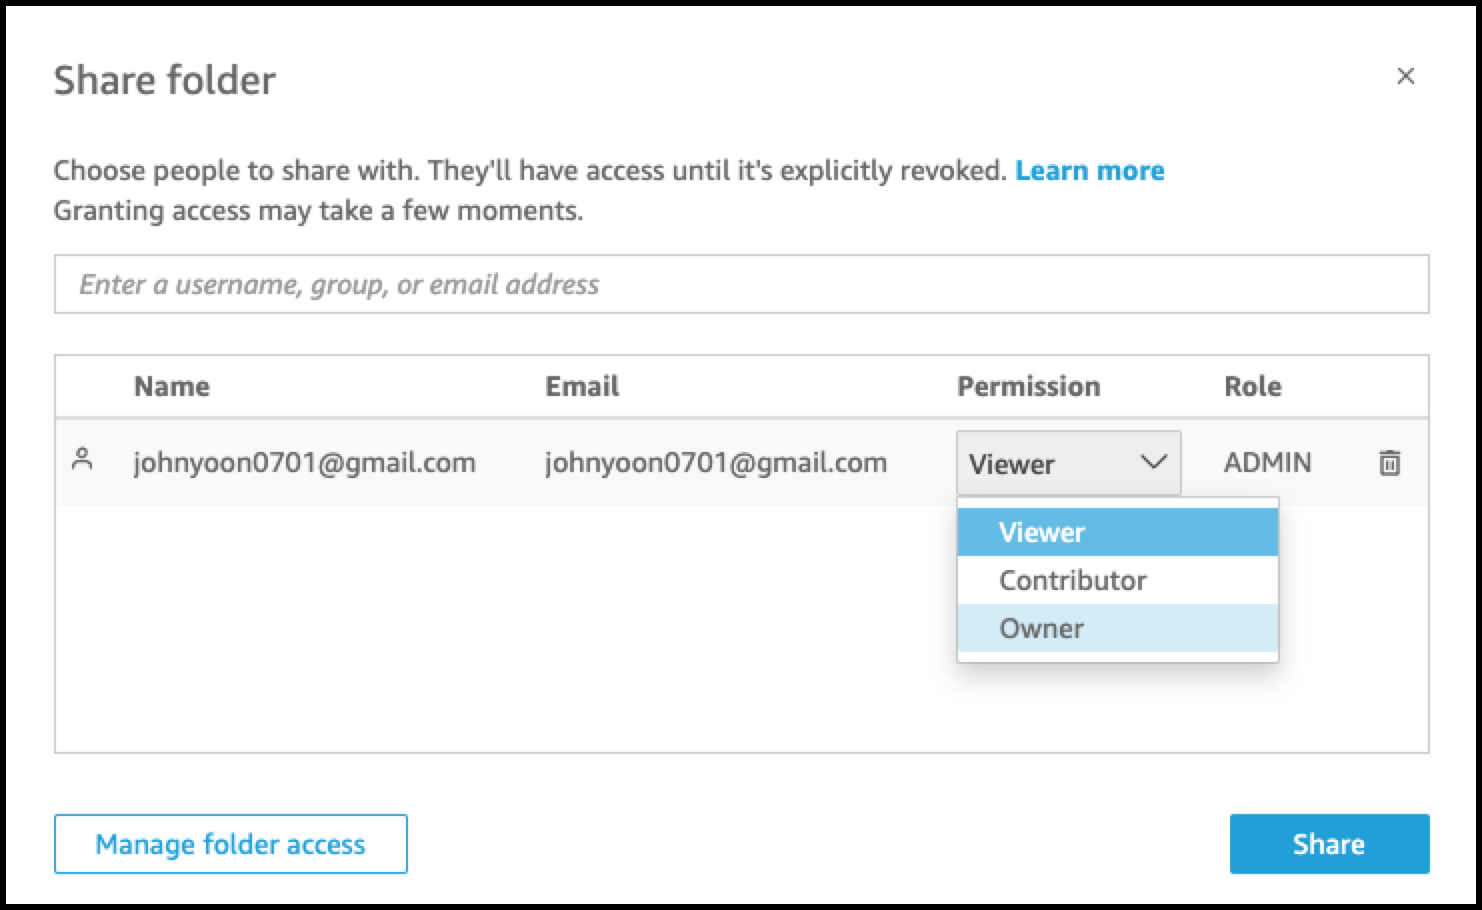 Share folder
Choose people to share with. They'll have access until it's explicitly revoked. Learn more
Granting access may take a few moments.
Enter a username, group, or email address
Name Email Permission Role
johnyoon0701@gmail.com johnyoon0701@gmail.com Viewer ADMIN
Viewer
Contributor
Owner
Manage folder access Share